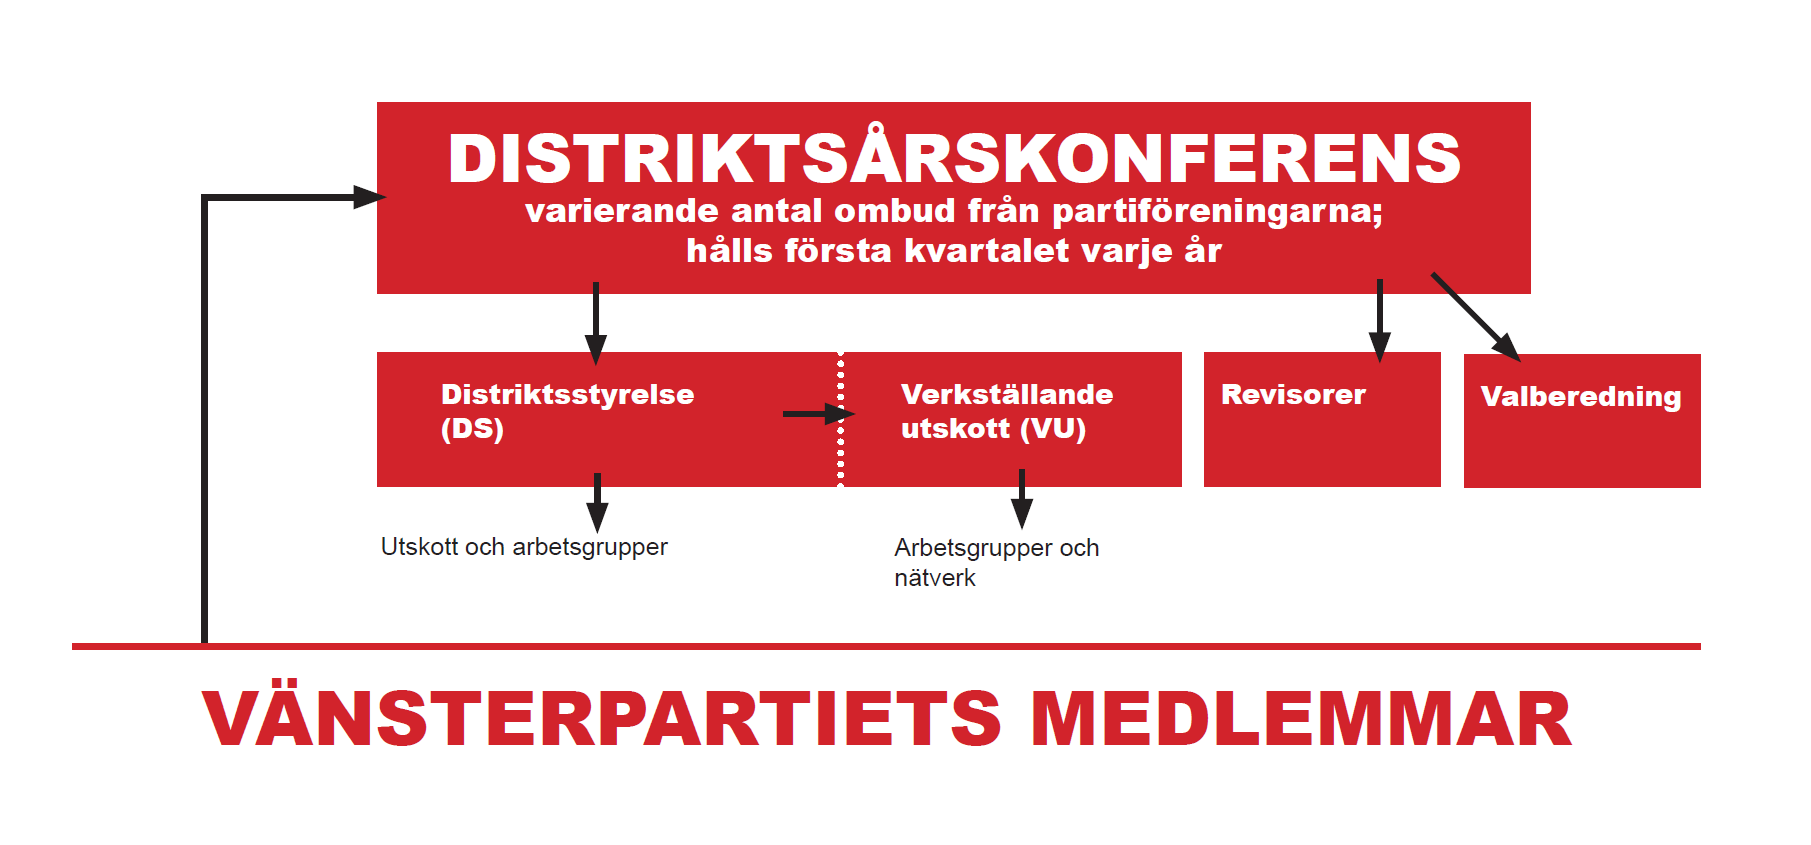 DISTRIKTSÅRSKONFERENS
varierande antal ombud från partiföreningarna;
hålls första kvartalet varje år
Distriktsstyrelse
(DS)
Verkställande
utskott (VU)
Revisorer
Valberedning
Utskott och arbetsgrupper
Arbetsgrupper och
nätverk
VÄNSTERPARTIETS MEDLEMMAR